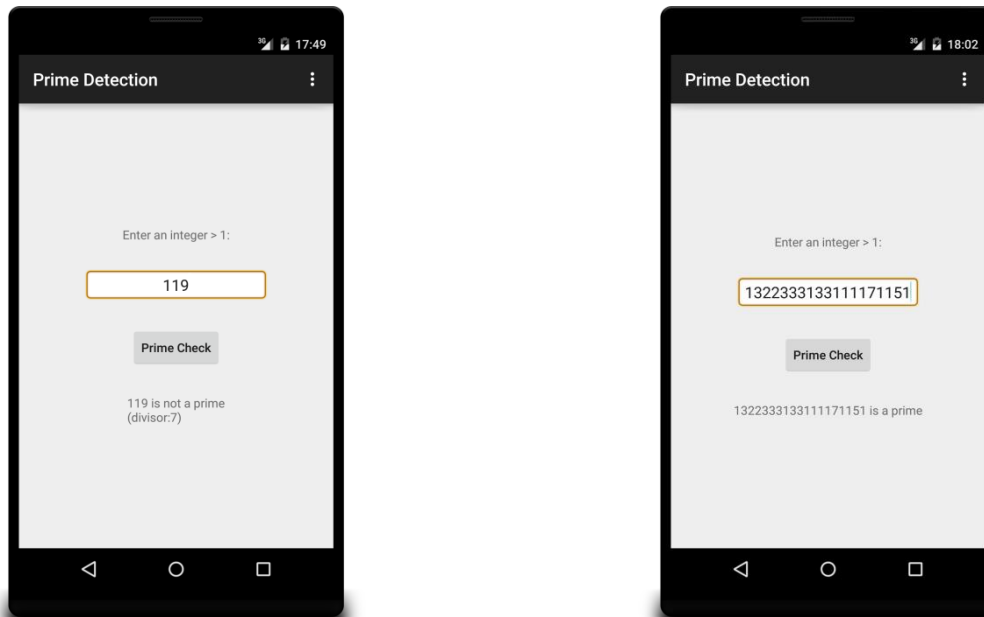 3G 17:49
Prime Detection
Enter an integer > 1:
119
Prime Check
119 is not a prime
(divisor:7)
3G 18:02
Prime Detection
Enter an integer > 1:
1322333133111171151
Prime Check
1322333133111171151 is a prime